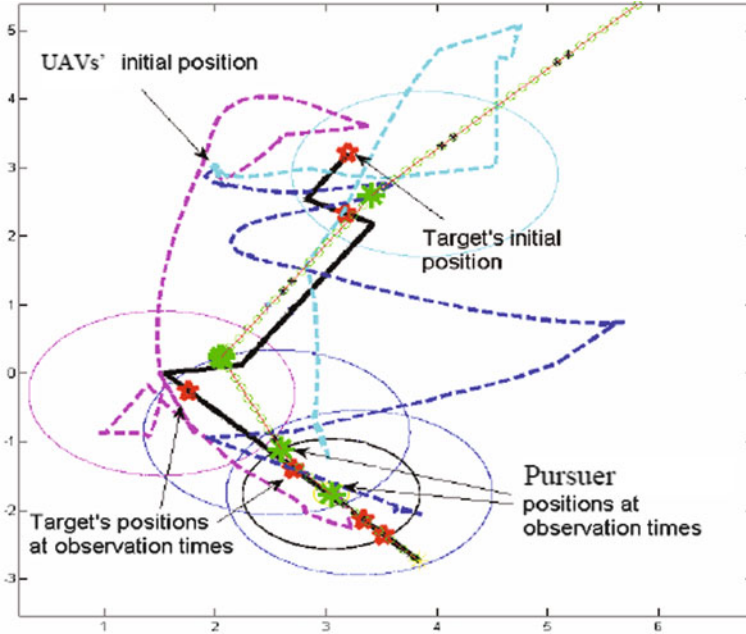 5
UAVs' initial position
4
3
Target's initial
position
2
1
0
-1
Pursuer
positions at
observation times
Target's positions
at observation times
-2
-3
1 2 3 4 5 6